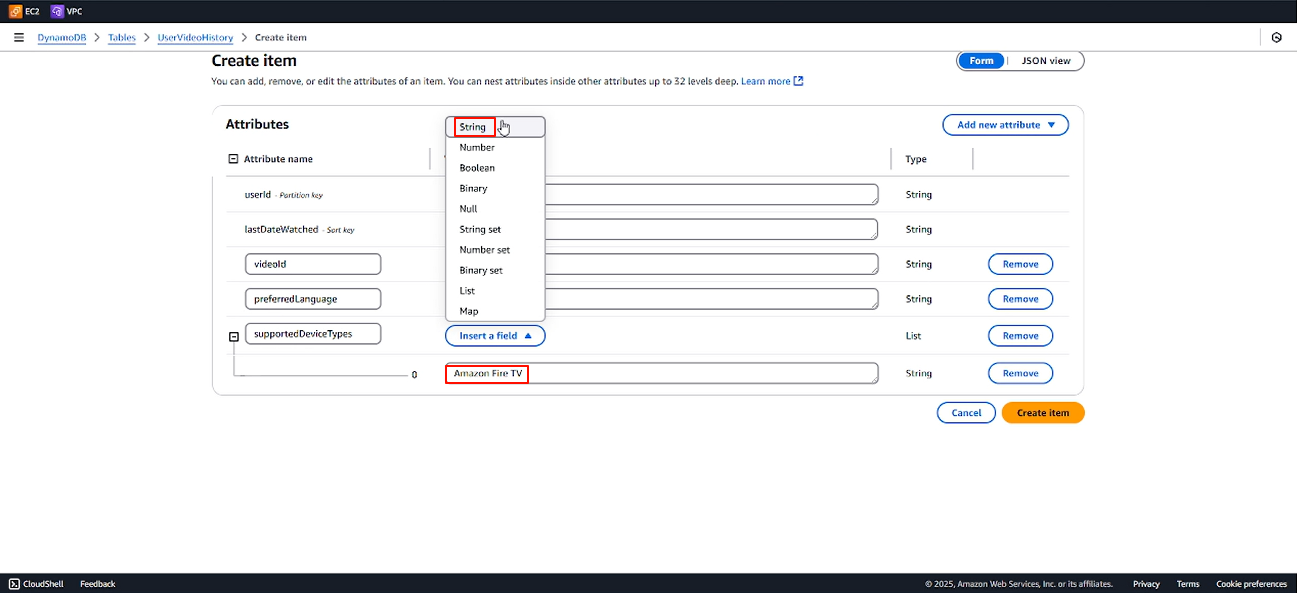 EC2 VPC
DynamoDB > Tables > UserVideoHistory > Create item
Create item
Form | JSON view
You can add, remove, or edit the attributes of an item. You can nest attributes inside other attributes up to 32 levels deep. Learn more
Attributes
Add new attribute
String
Number
Boolean
Binary
Null
String set
Number set
Binary set
List
Map
Attribute name
Type
userId - Partition key
String
lastDateWatched - Sort key
String
videoId
String
Remove
preferredLanguage
String
Remove
supportedDeviceTypes
Insert a field
List
Remove
0
Amazon Fire TV
String
Remove
Cancel
Create item
CloudShell
Feedback
© 2025, Amazon Web Services, Inc. or its affiliates.
Privacy
Terms
Cookie preferences